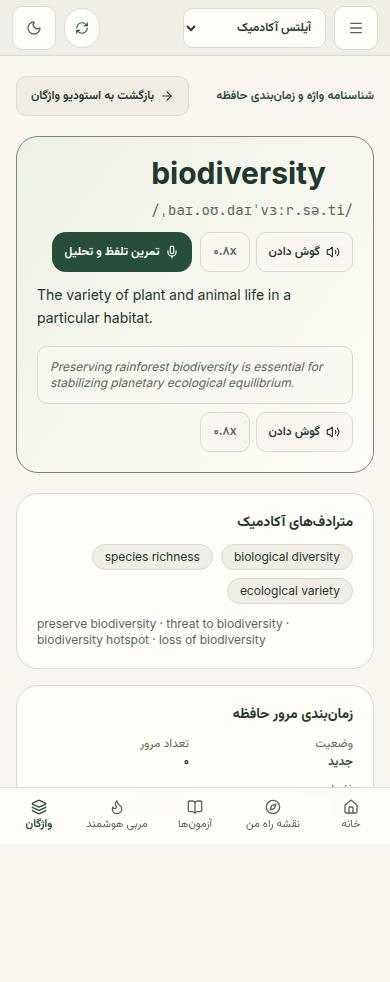 آیلتس آکادمیک
شناسنامه واژه و زمان‌بندی حافظه
بازگشت به استودیو واژگان
biodiversity
/ˌbaɪ.oʊ.daɪˈvɜːr.sə.ti/
گوش دادن
۰.۸x
تمرین تلفظ و تحلیل
The variety of plant and animal life in a
particular habitat.
Preserving rainforest biodiversity is essential for
stabilizing planetary ecological equilibrium.
گوش دادن
۰.۸x
مترادف‌های آکادمیک
biological diversity
species richness
ecological variety
preserve biodiversity · threat to biodiversity ·
biodiversity hotspot · loss of biodiversity
زمان‌بندی مرور حافظه
وضعیت
تعداد مرور
جدید
۰
خانه
نقشه راه من
آزمون‌ها
مربی هوشمند
واژگان